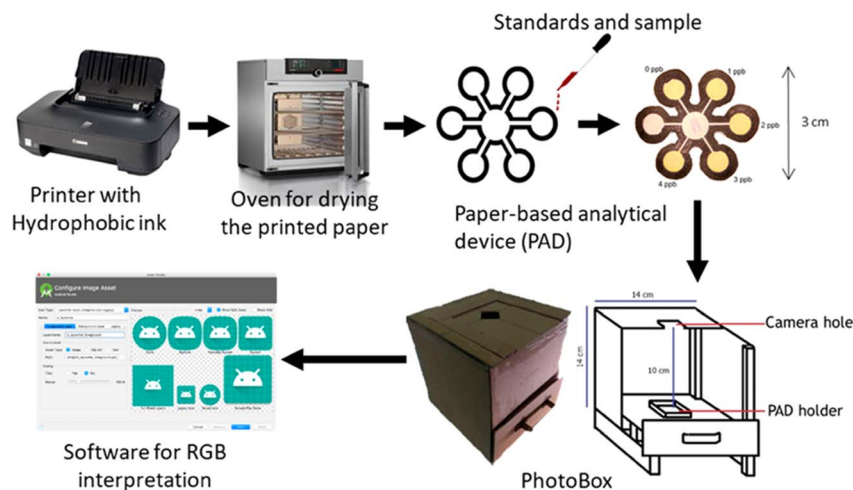 Standards and sample
0 ppb
1 ppb
2 ppb
3 ppb
4 ppb
3 cm
Canon
Printer with
Hydrophobic ink
Oven for drying
the printed paper
Paper-based analytical
device (PAD)
14 cm
14 cm
10 cm
Camera hole
PAD holder
PhotoBox
Configure Image Asset
Software for RGB
interpretation